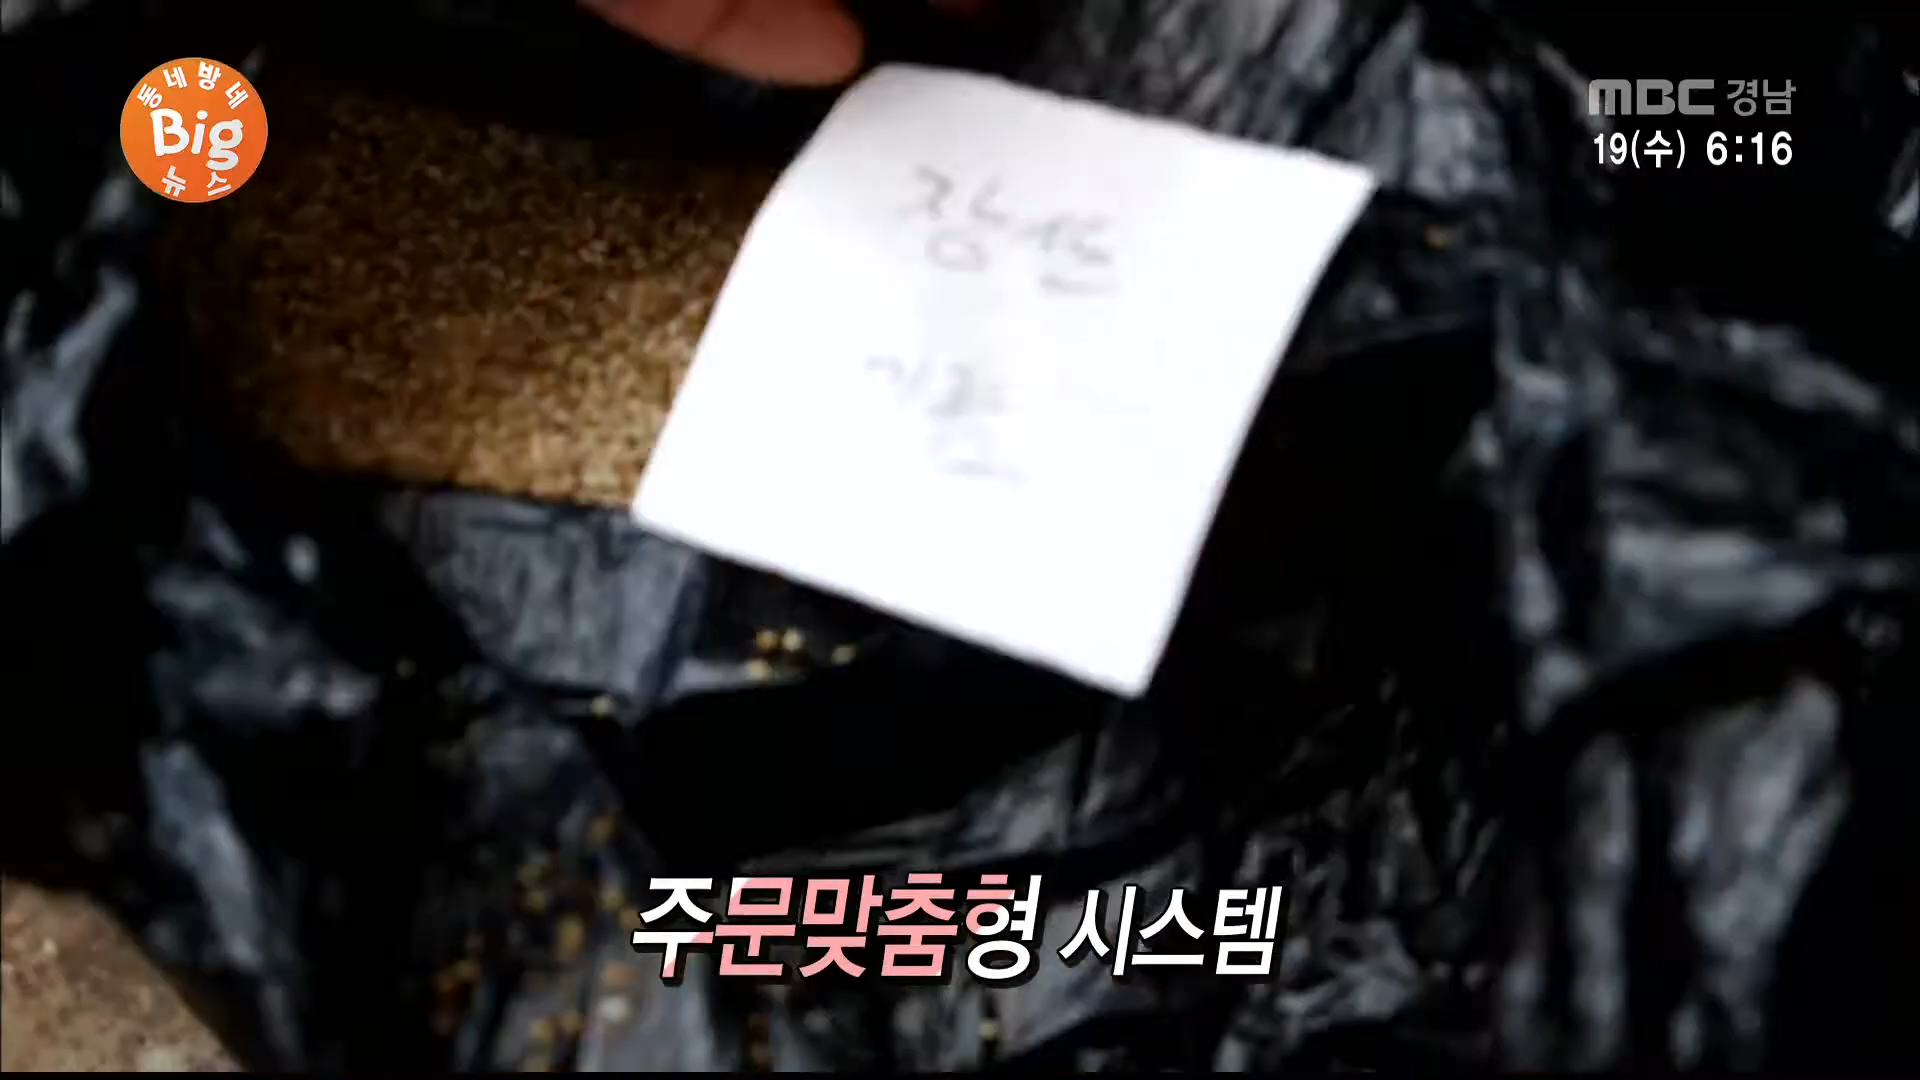 동네방네
Big
뉴스
MBC 경남
19(수) 6:16
주문맞춤형 시스템